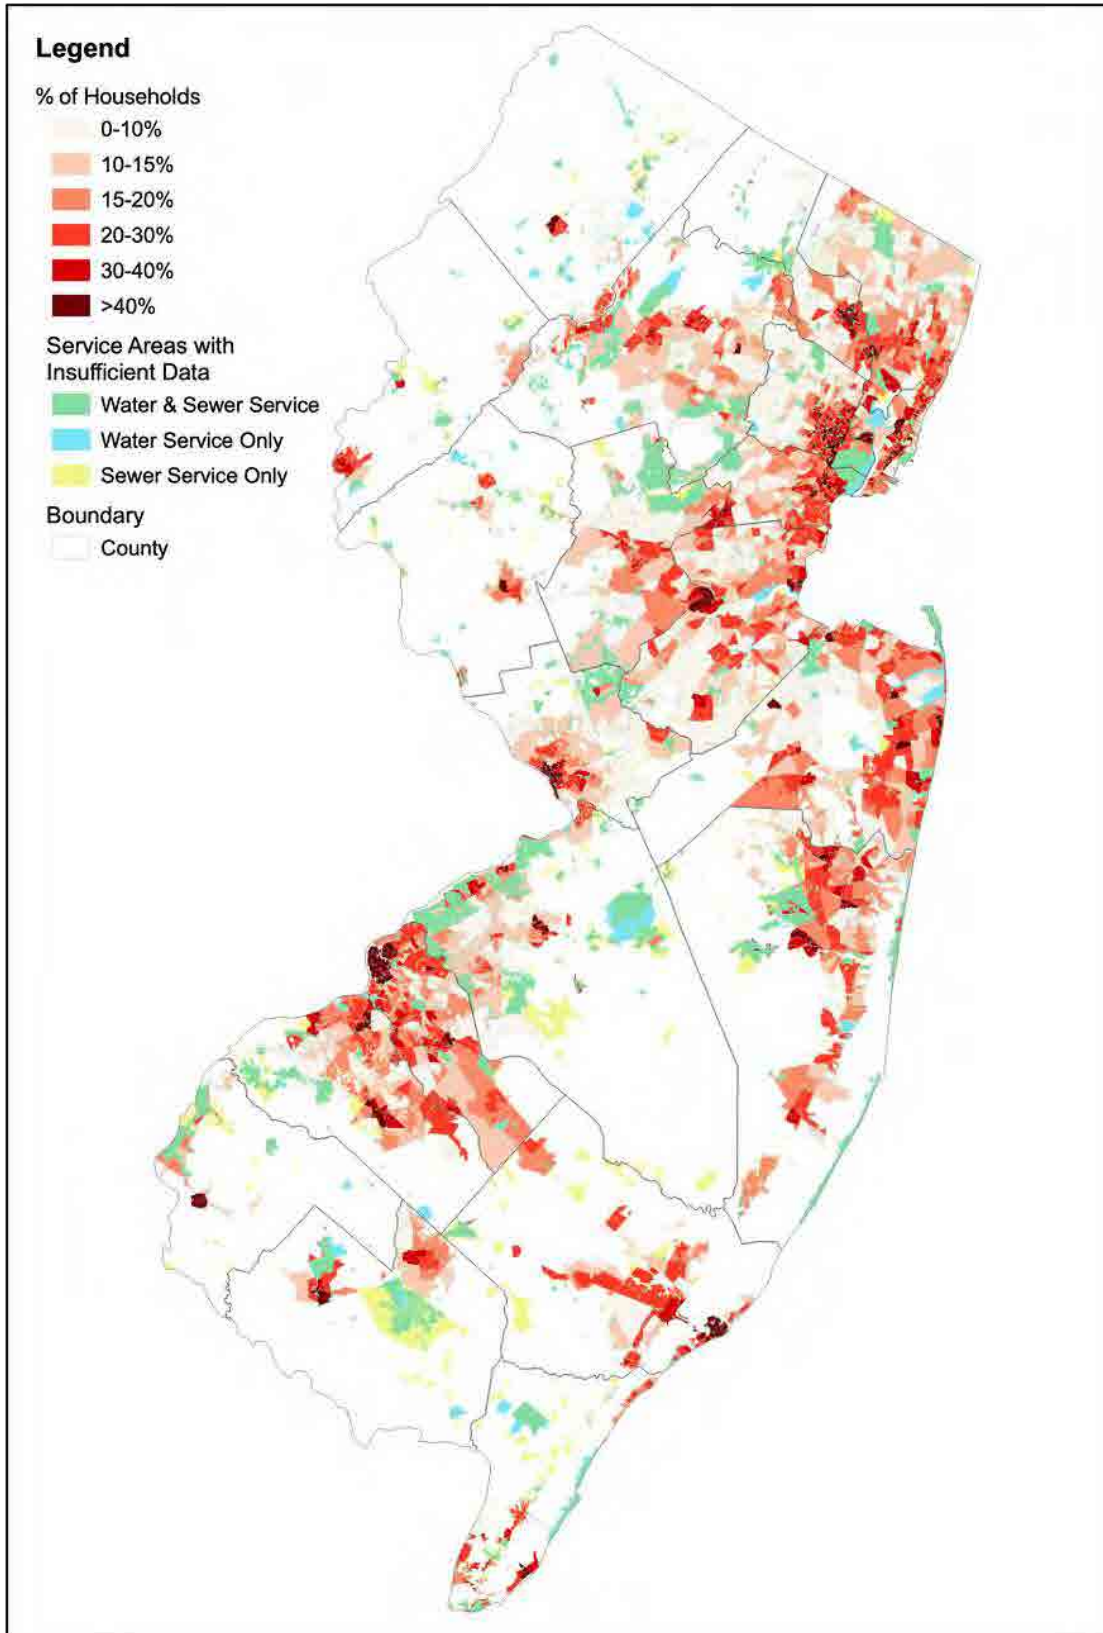 Legend
% of Households
0-10%
10-15%
15-20%
20-30%
30-40%
>40%
Service Areas with
Insufficient Data
Water & Sewer Service
Water Service Only
Sewer Service Only
Boundary
County